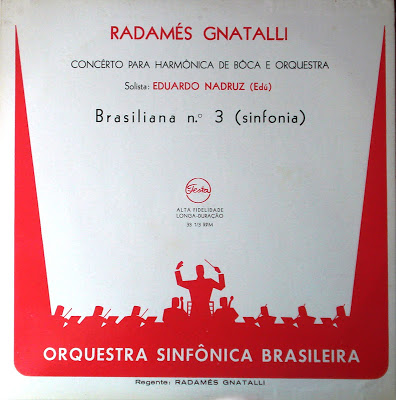 RADAMÉS GNATALLI
CONCÊRTO PARA HARMÔNICA DE BÔCA E ORQUESTRA
Solista: EDUARDO NADRUZ (Edú)
Brasiliana n.º 3 (sinfonia)
Festa
ALTA FIDELIDADE
LONGA-DURAÇÃO
33 1/3 RPM
ORQUESTRA SINFÔNICA BRASILEIRA
Regente: RADAMÉS GNATALLI